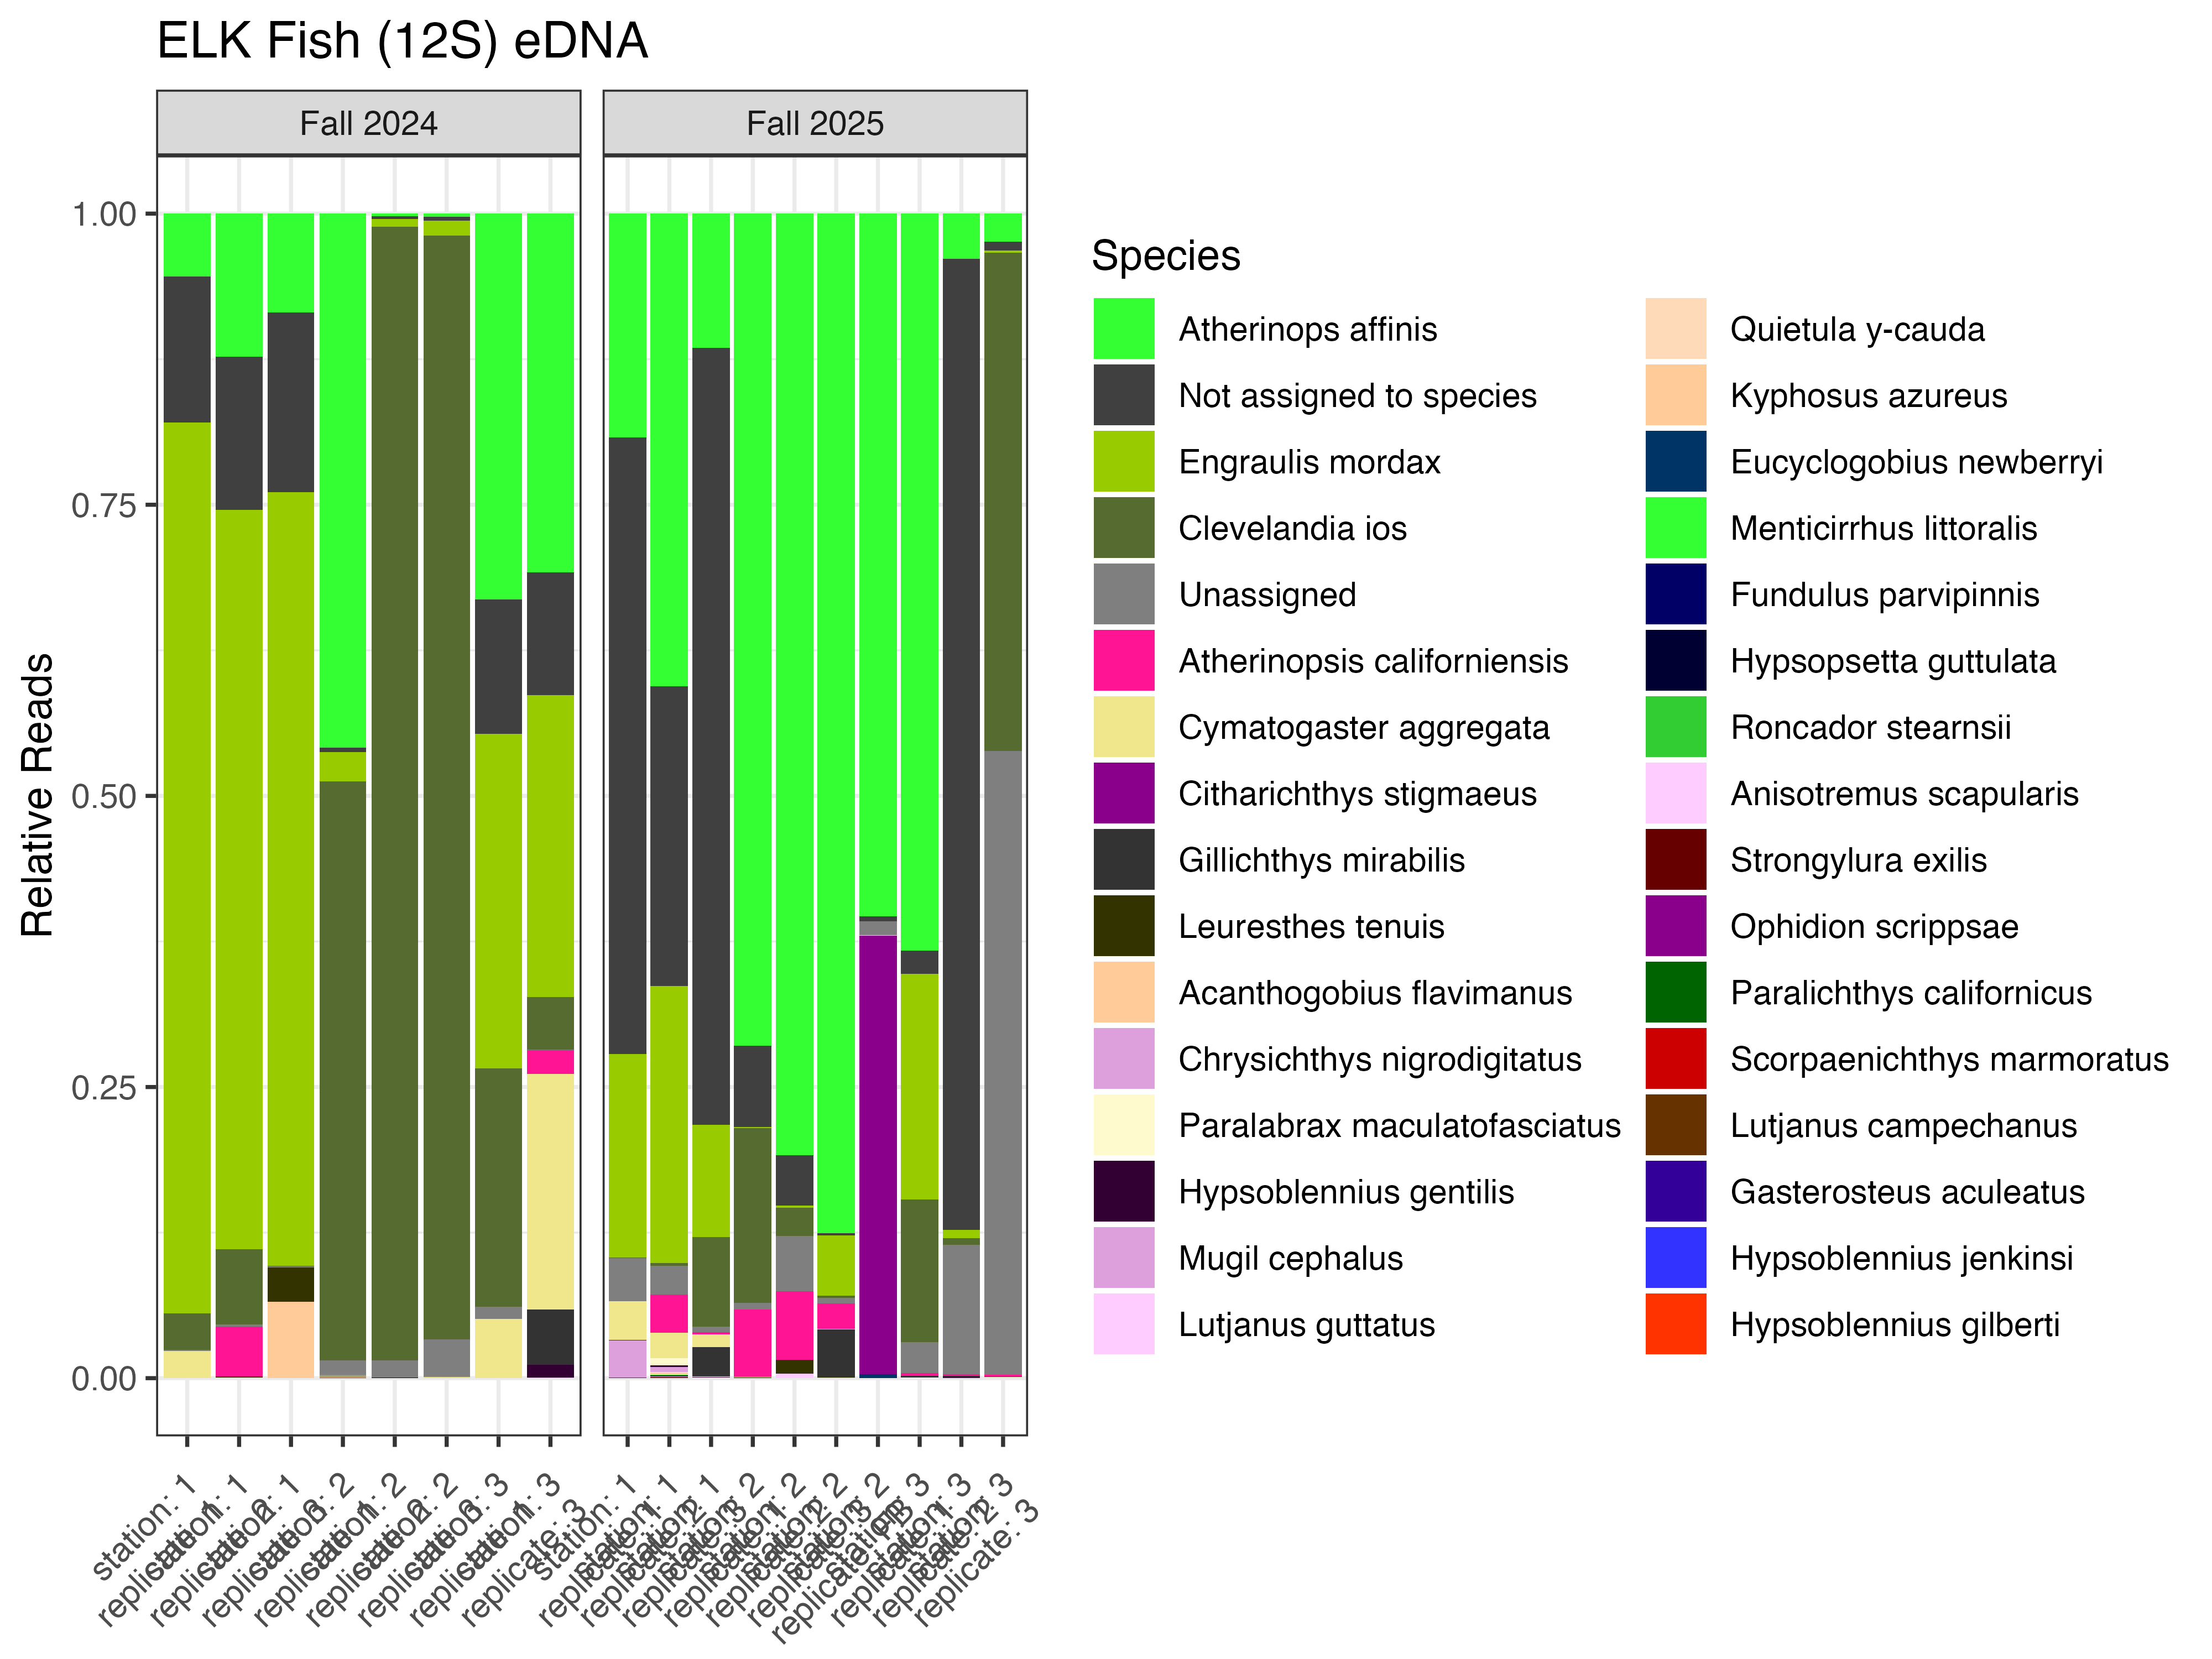 ELK Fish (12S) eDNA
Fall 2024
Fall 2025
Relative Reads
1.00
0.75
0.50
0.25
0.00
station: 1
replicate: 3
station: 1
replicate: 3
Species
Atherinops affinis
Not assigned to species
Engraulis mordax
Clevelandia ios
Unassigned
Atherinopsis californiensis
Cymatogaster aggregata
Citharichthys stigmaeus
Gillichthys mirabilis
Leuresthes tenuis
Acanthogobius flavimanus
Chrysichthys nigrodigitatus
Paralabrax maculatofasciatus
Hypsoblennius gentilis
Mugil cephalus
Lutjanus guttatus
Quietula y-cauda
Kyphosus azureus
Eucyclogobius newberryi
Menticirrhus littoralis
Fundulus parvipinnis
Hypsopsetta guttulata
Roncador stearnsii
Anisotremus scapularis
Strongylura exilis
Ophidion scrippsae
Paralichthys californicus
Scorpaenichthys marmoratus
Lutjanus campechanus
Gasterosteus aculeatus
Hypsoblennius jenkinsi
Hypsoblennius gilberti